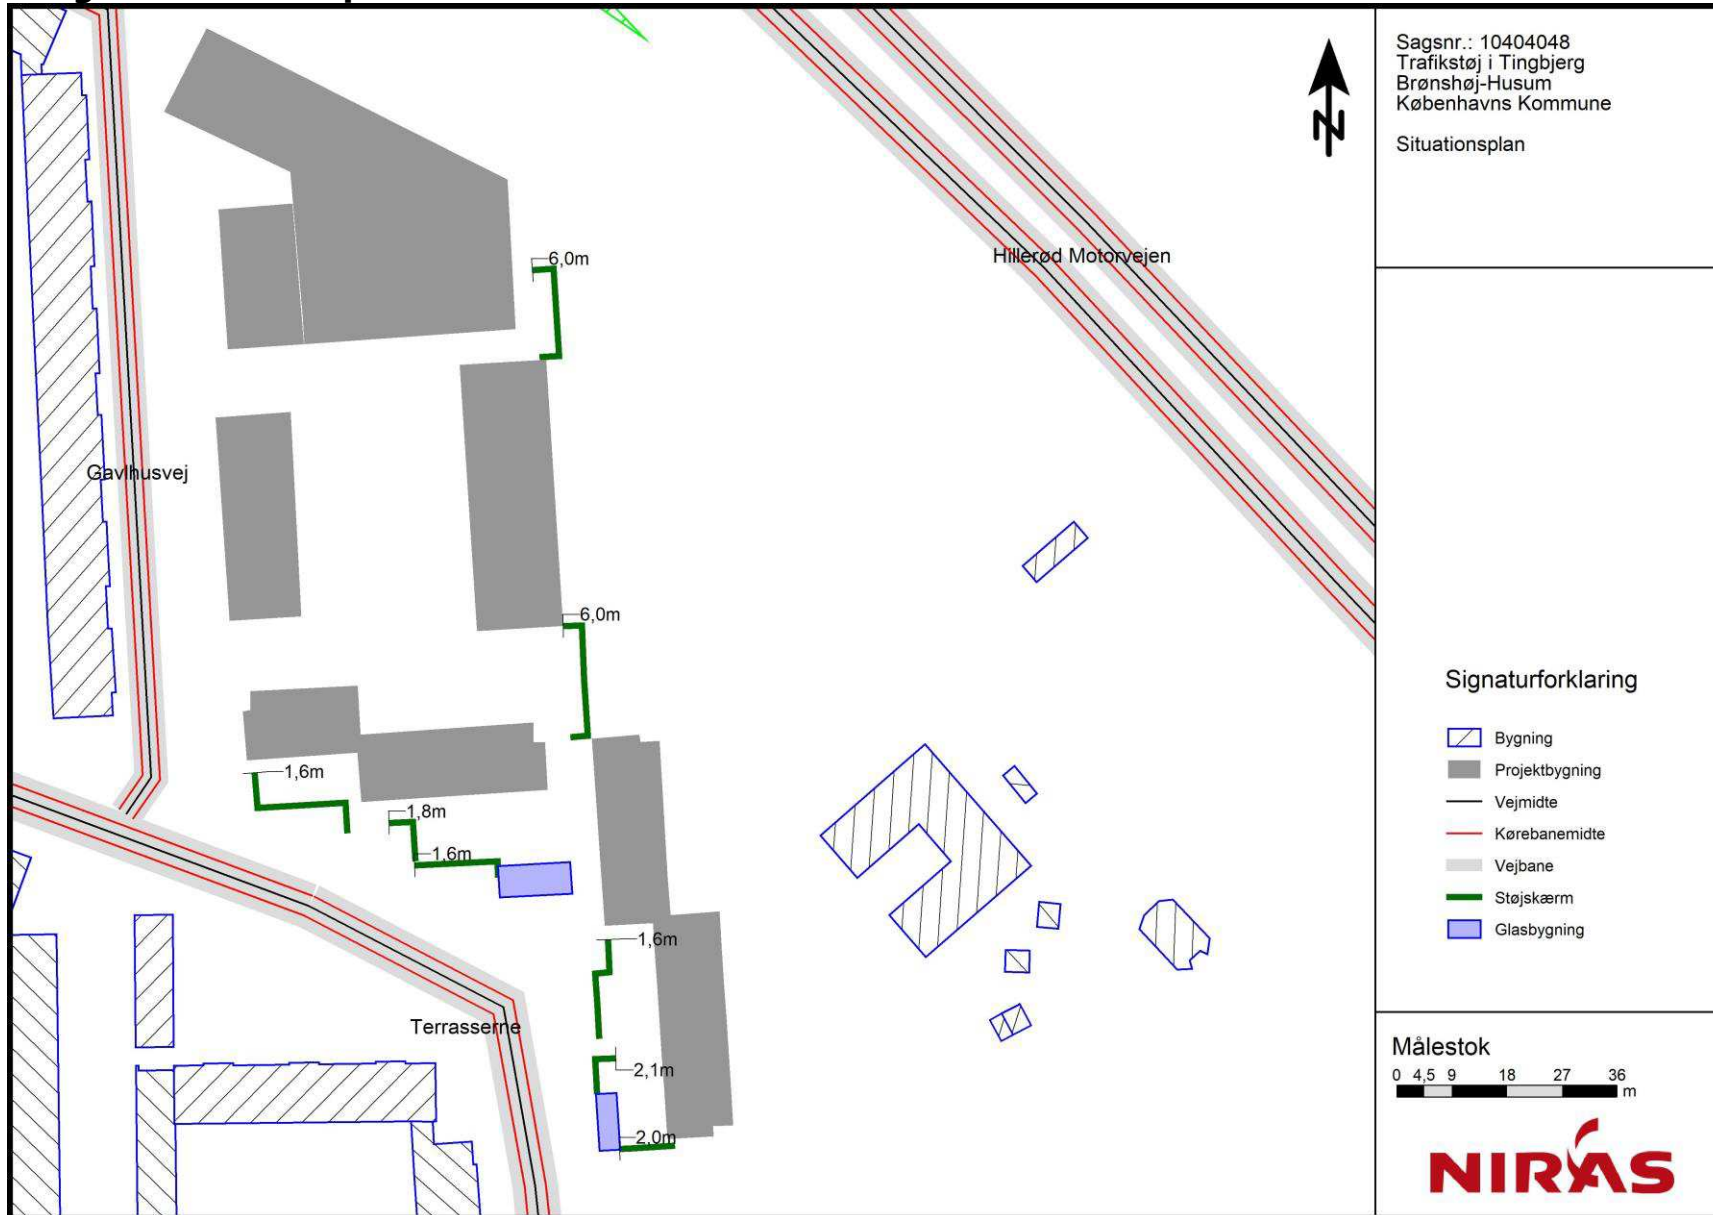 Sagsnr.: 10404048
Trafikstøj i Tingbjerg
Brønshøj-Husum
Københavns Kommune
Situationsplan
N
6,0m
Hillerød Motorvejen
Gavlhusvej
6,0m
1,6m
1,8m
1,6m
1,6m
Terrasserne
2,1m
2,0m
Signaturforklaring
Bygning
Projektbygning
Vejmidte
Kørebanemidte
Vejbane
Støjskærm
Glasbygning
Målestok
0 4,5 9 18 27 36
m
NIRAS